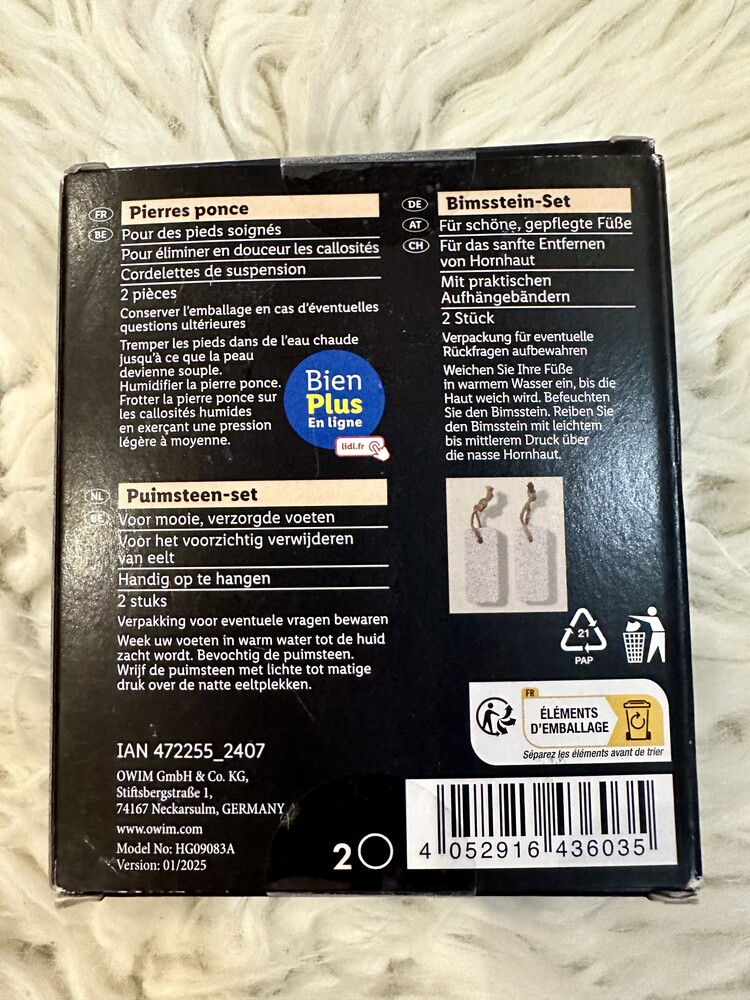 FR
BE
Pierres ponce
Pour des pieds soignés
Pour éliminer en douceur les callosités
Cordelettes de suspension
2 pièces
Conserver l'emballage en cas d'éventuelles
questions ultérieures
Tremper les pieds dans de l'eau chaude
jusqu'à ce que la peau
devienne souple.
Humidifier la pierre ponce.
Frotter la pierre ponce sur
les callosités humides
en exerçant une pression
légère à moyenne.
Bien
Plus
En ligne
lidl.fr
DE
AT
CH
Bimsstein-Set
Für schöne, gepflegte Füße
Für das sanfte Entfernen
von Hornhaut
Mit praktischen
Aufhängebändern
2 Stück
Verpackung für eventuelle
Rückfragen aufbewahren
Weichen Sie Ihre Füße
in warmem Wasser ein, bis die
Haut weich wird. Befeuchten
Sie den Bimsstein. Reiben Sie
den Bimsstein mit leichtem
bis mittlerem Druck über
die nasse Hornhaut.
NL
BE
Puimsteen-set
Voor mooie, verzorgde voeten
Voor het voorzichtig verwijderen
van eelt
Handig op te hangen
2 stuks
Verpakking voor eventuele vragen bewaren
Week uw voeten in warm water tot de huid
zacht wordt. Bevochtig de puimsteen.
Wrijf de puimsteen met lichte tot matige
druk over de natte eeltplekken.
21
PAP
FR
ÉLÉMENTS
D'EMBALLAGE
Séparez les éléments avant de trier
IAN 472255_2407
OWIM GmbH & Co. KG,
Stiftsbergstraße 1,
74167 Neckarsulm, GERMANY
www.owim.com
Model No: HG09083A
Version: 01/2025
2
4 052916 436035